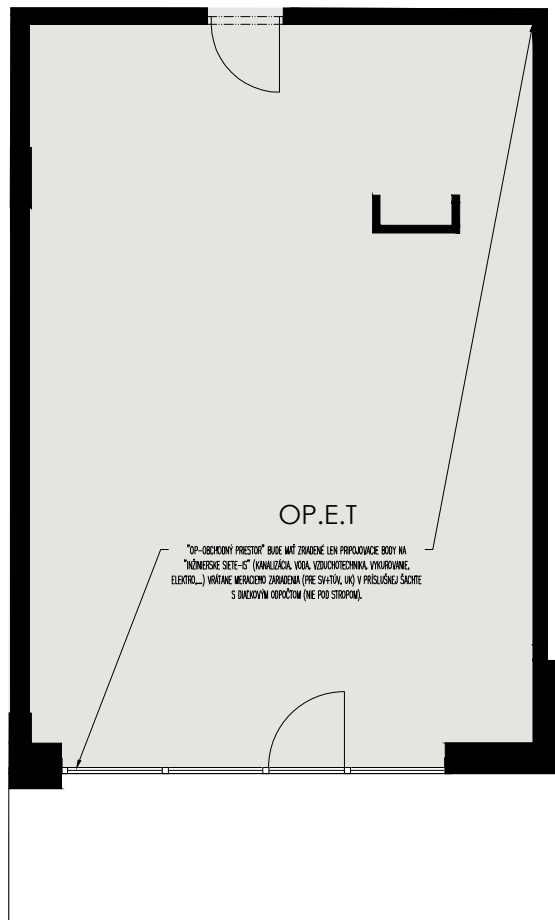 OP.E.T
"OP-OBCHODNÝ PRIESTOR" BUDE MAŤ ZRIADENÉ LEN PRIPOJOVACIE BODY NA
"INŽINIERSKE SIETE-IS" (KANALIZÁCIA, VODA, VZDUCHOTECHNIKA, VYKUROVANIE,
ELEKTRO,...) VRÁTANE MERACIEHO ZARIADENIA (PRE SV+TÚV, UK) V PRÍSLUŠNEJ ŠACHTE
S DIAĽKOVÝM ODPOČTOM (NIE POD STROPOM).